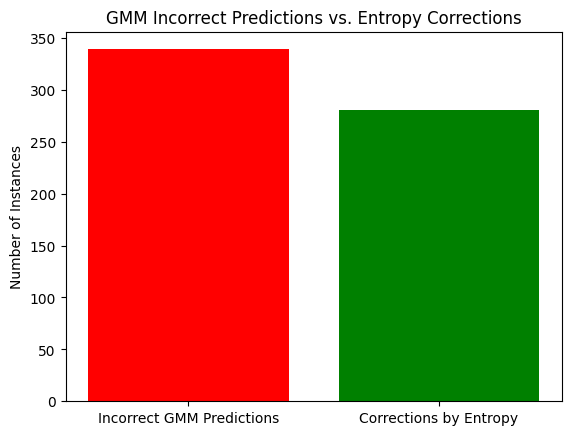 GMM Incorrect Predictions vs. Entropy Corrections
350
300
250
200
150
100
50
0
Number of Instances
Incorrect GMM Predictions
Corrections by Entropy